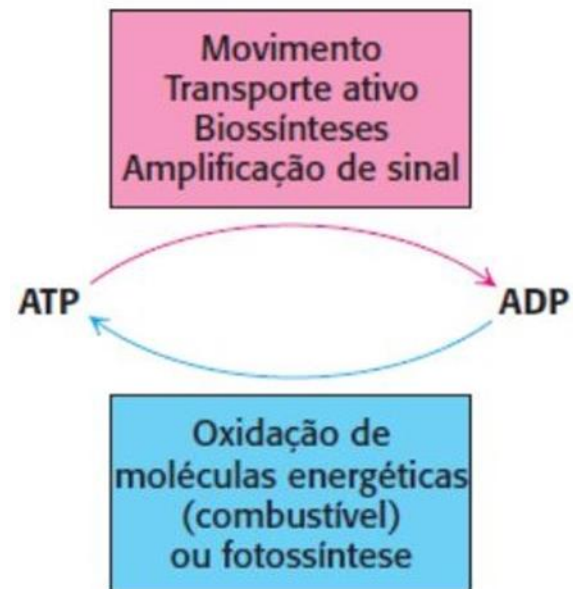 Movimento
Transporte ativo
Biossínteses
Amplificação de sinal
ATP
ADP
Oxidação de
moléculas energéticas
(combustível)
ou fotossíntese